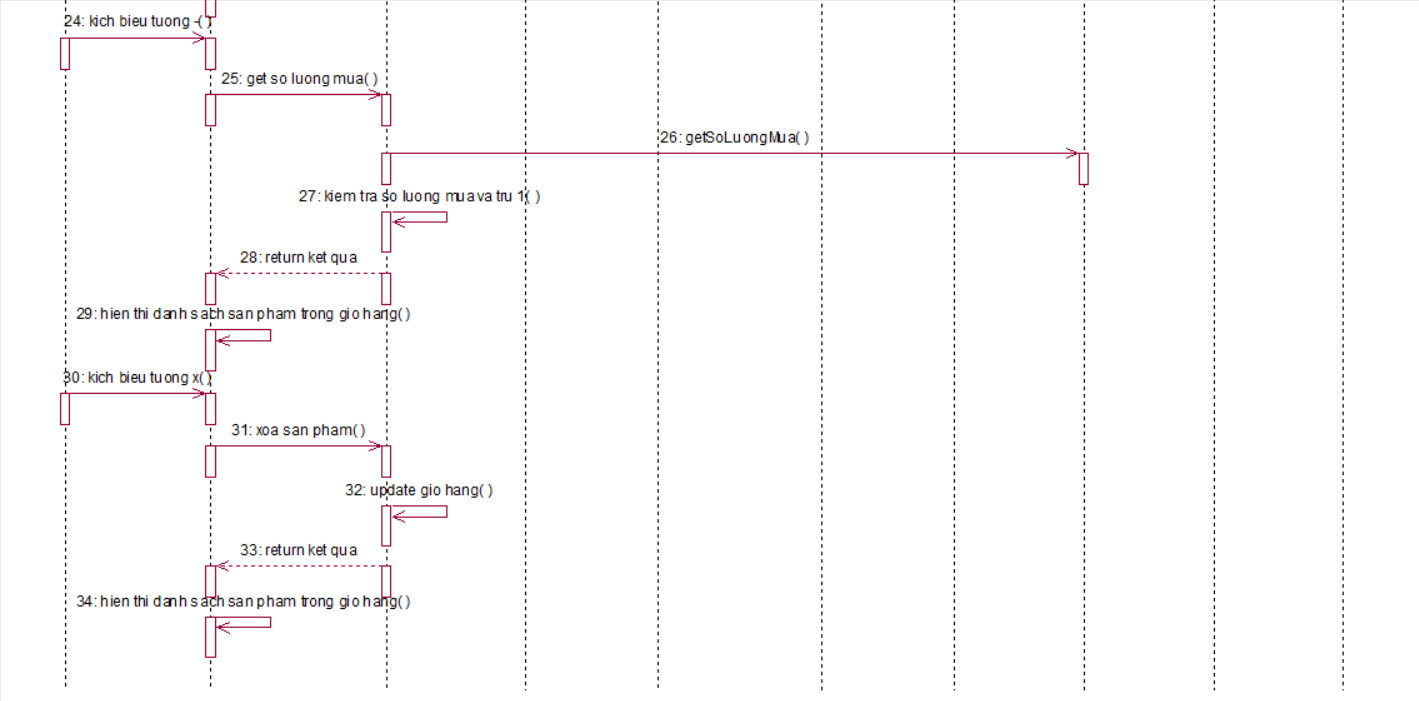 24: kich bieu tuong -( )
25: get so luong mua( )
26: getSoLuongMua( )
27: kiem tra so luong mua va tru 1( )
28: return ket qua
29: hien thi danh sach san pham trong gio hang( )
30: kich bieu tuong x( )
31: xoa san pham( )
32: update gio hang( )
33: return ket qua
34: hien thi danh sach san pham trong gio hang( )